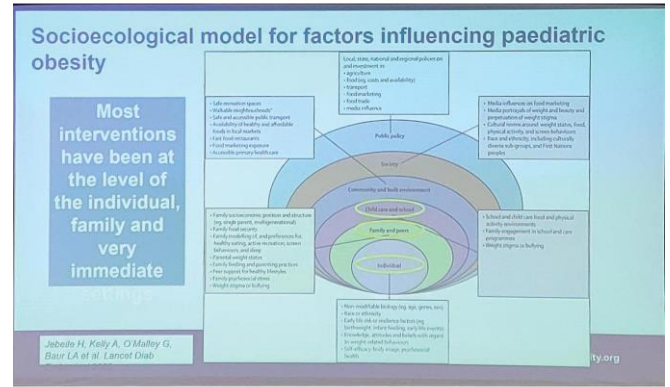 Socioecological model for factors influencing paediatric
obesity
Most
interventions
have been at
the level of
the individual,
family and
very
immediate
settings
Local, state, national and regional policies on
and investment in
• agriculture
• food (eg, costs and availability)
• transport
• food marketing
• food trade
• media influence
• Safe recreation spaces
• Walkable neighbourhoods*
• Safe and accessible public transport
• Availability of healthy and affordable
foods in local markets
• Fast food restaurants
• Food marketing exposure
• Accessible primary health care
• Media influences on food marketing
• Media portrayals of weight and beauty and
perpetuation of weight stigma
• Cultural norms around weight status, food,
physical activity, and screen behaviours
• Race and ethnicity, including culturally
diverse sub-groups, and First Nations
peoples
Public policy
Society
Community and built environment
Child care and school
Family and peers
Individual
• Family socioeconomic position and structure
(eg, single parent, multigenerational)
• Family food security
• Family modelling of, and preferences for
healthy eating, active recreation, screen
behaviours, and sleep
• Parental weight status
• Family feeding and parenting practices
• Peer support for healthy lifestyles
• Family psychosocial stress
• Weight stigma or bullying
• School and child care food and physical
activity environments
• Family engagement in school and care
programmes
• Weight stigma or bullying
• Non-modifiable biology (eg, age, genes, sex)
• Race or ethnicity
• Early life risk or resilience factors (eg,
birthweight, infant feeding, early life events)
• Knowledge, attitudes and beliefs with regard
to weight-related behaviours
• Self-efficacy, body image, psychosocial
health
Jebeile H, Kelly A, O'Malley G,
Baur LA et al. Lancet Diab
ity.org